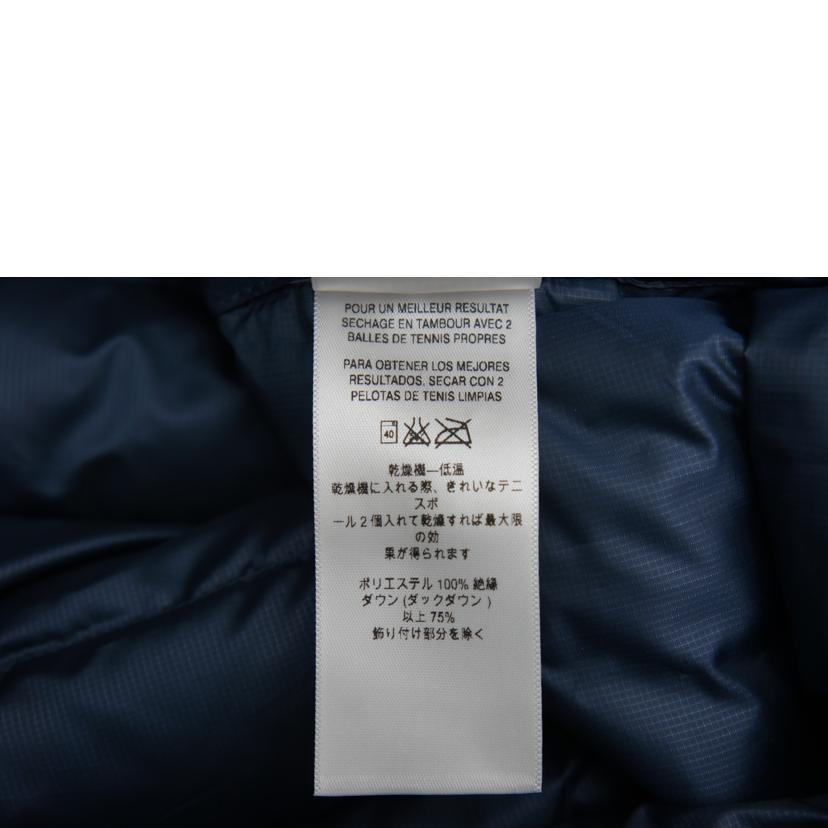 POUR UN MEILLEUR RESULTAT
SECHAGE EN TAMBOUR AVEC 2
BALLES DE TENNIS PROPRES
PARA OBTENER LOS MEJORES
RESULTADOS, SECAR CON 2
PELOTAS DE TENIS LIMPIAS
40
乾燥機—低温
乾燥機に入れる際、きれいなテニ
スボ
ール2個入れて乾燥すれば最大限
の効
果が得られます
ポリエステル 100% 絶縁
ダウン (ダックダウン )
以上 75%
飾り付け部分を除く